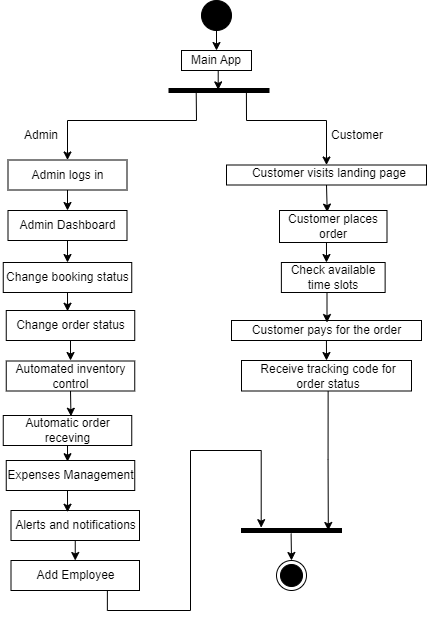 Main App
Admin
Customer
Admin logs in
Customer visits landing page
Admin Dashboard
Customer places
order
Change booking status
Check available
time slots
Change order status
Customer pays for the order
Automated inventory
control
Receive tracking code for
order status
Automatic order
receving
Expenses Management
Alerts and notifications
Add Employee